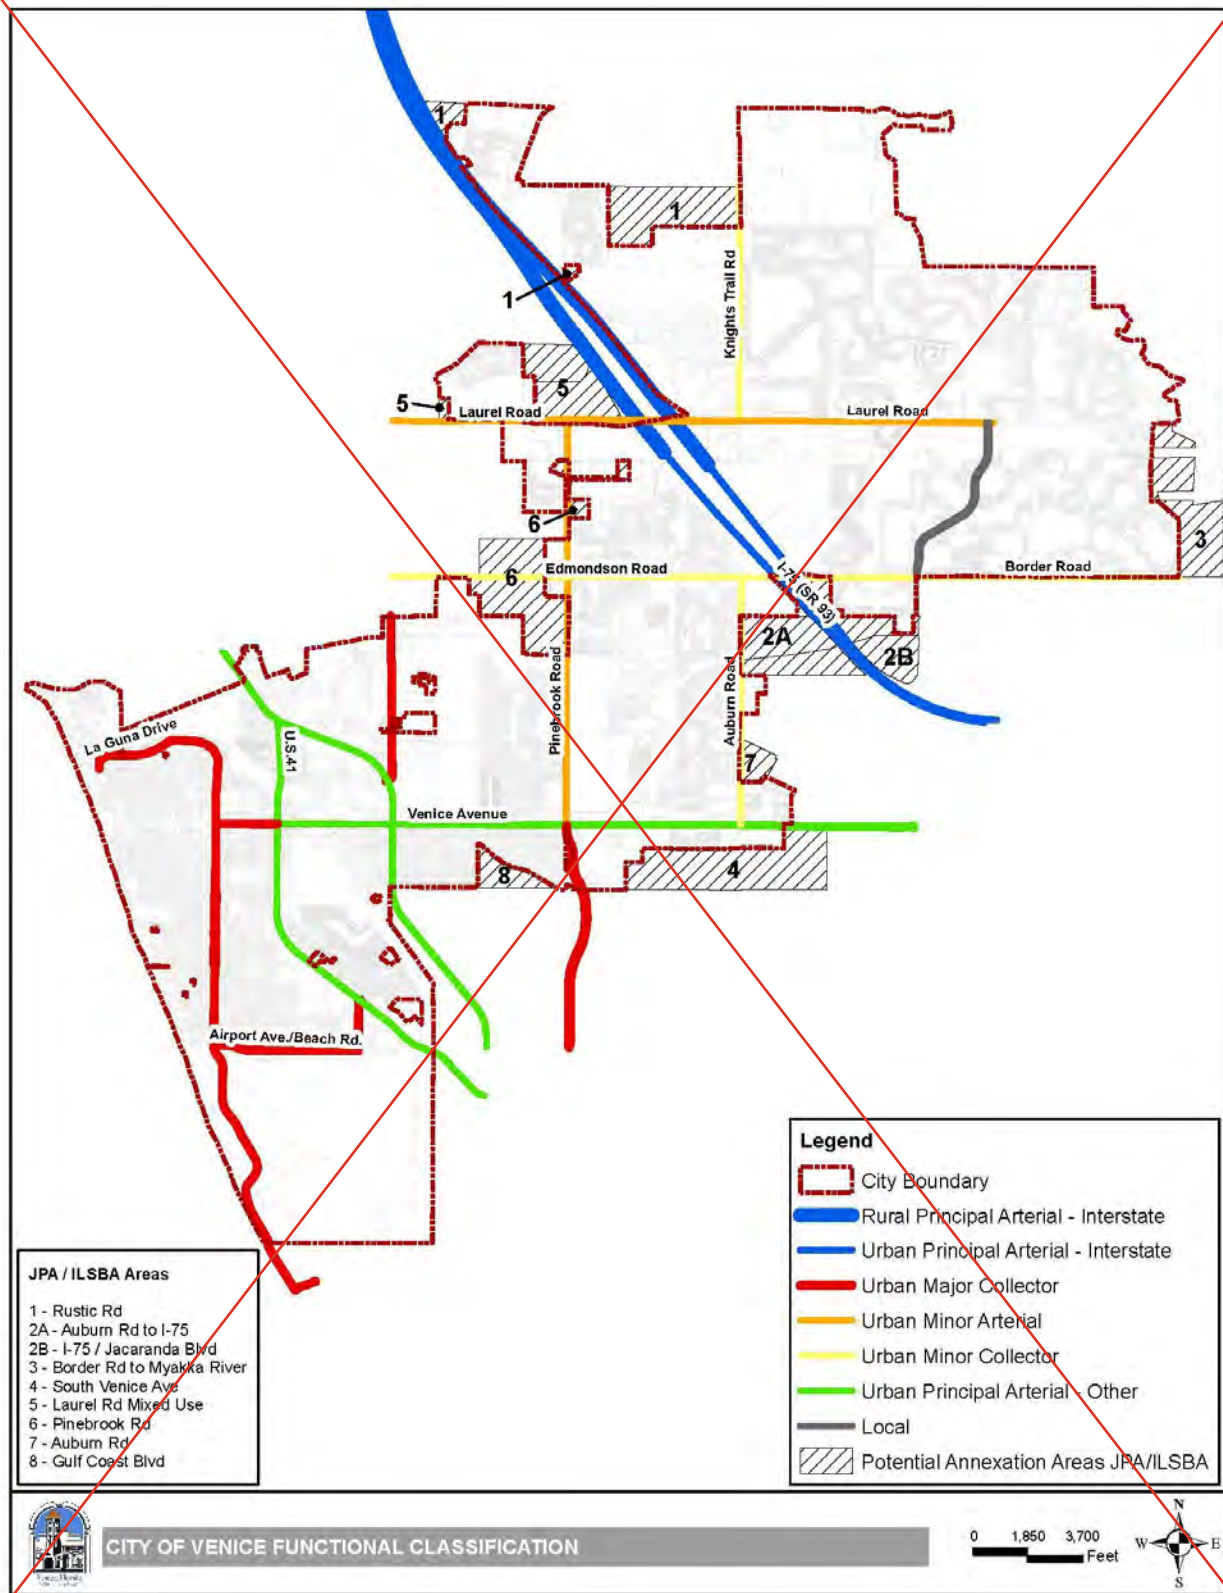 1
1
1
Knights Trail Rd
5
5
Laurel Road
Laurel Road
6
3
6
Edmondson Road
Border Road
I-75 (SR 93)
2A
2B
Pinebrook Road
Auburn Road
La Guna Drive
U.S.41
7
Venice Avenue
8
4
Airport Ave./Beach Rd.
Legend
City Boundary
Rural Principal Arterial - Interstate
Urban Principal Arterial - Interstate
Urban Major Collector
Urban Minor Arterial
Urban Minor Collector
Urban Principal Arterial - Other
Local
Potential Annexation Areas JPA/ILSBA
JPA / ILSBA Areas
1 - Rustic Rd
2A - Auburn Rd to I-75
2B - I-75 / Jacaranda Blvd
3 - Border Rd to Myakka River
4 - South Venice Ave
5 - Laurel Rd Mixed Use
6 - Pinebrook Rd
7 - Auburn Rd
8 - Gulf Coast Blvd
CITY OF VENICE FUNCTIONAL CLASSIFICATION
0 1,850 3,700
Feet
N
W E
S